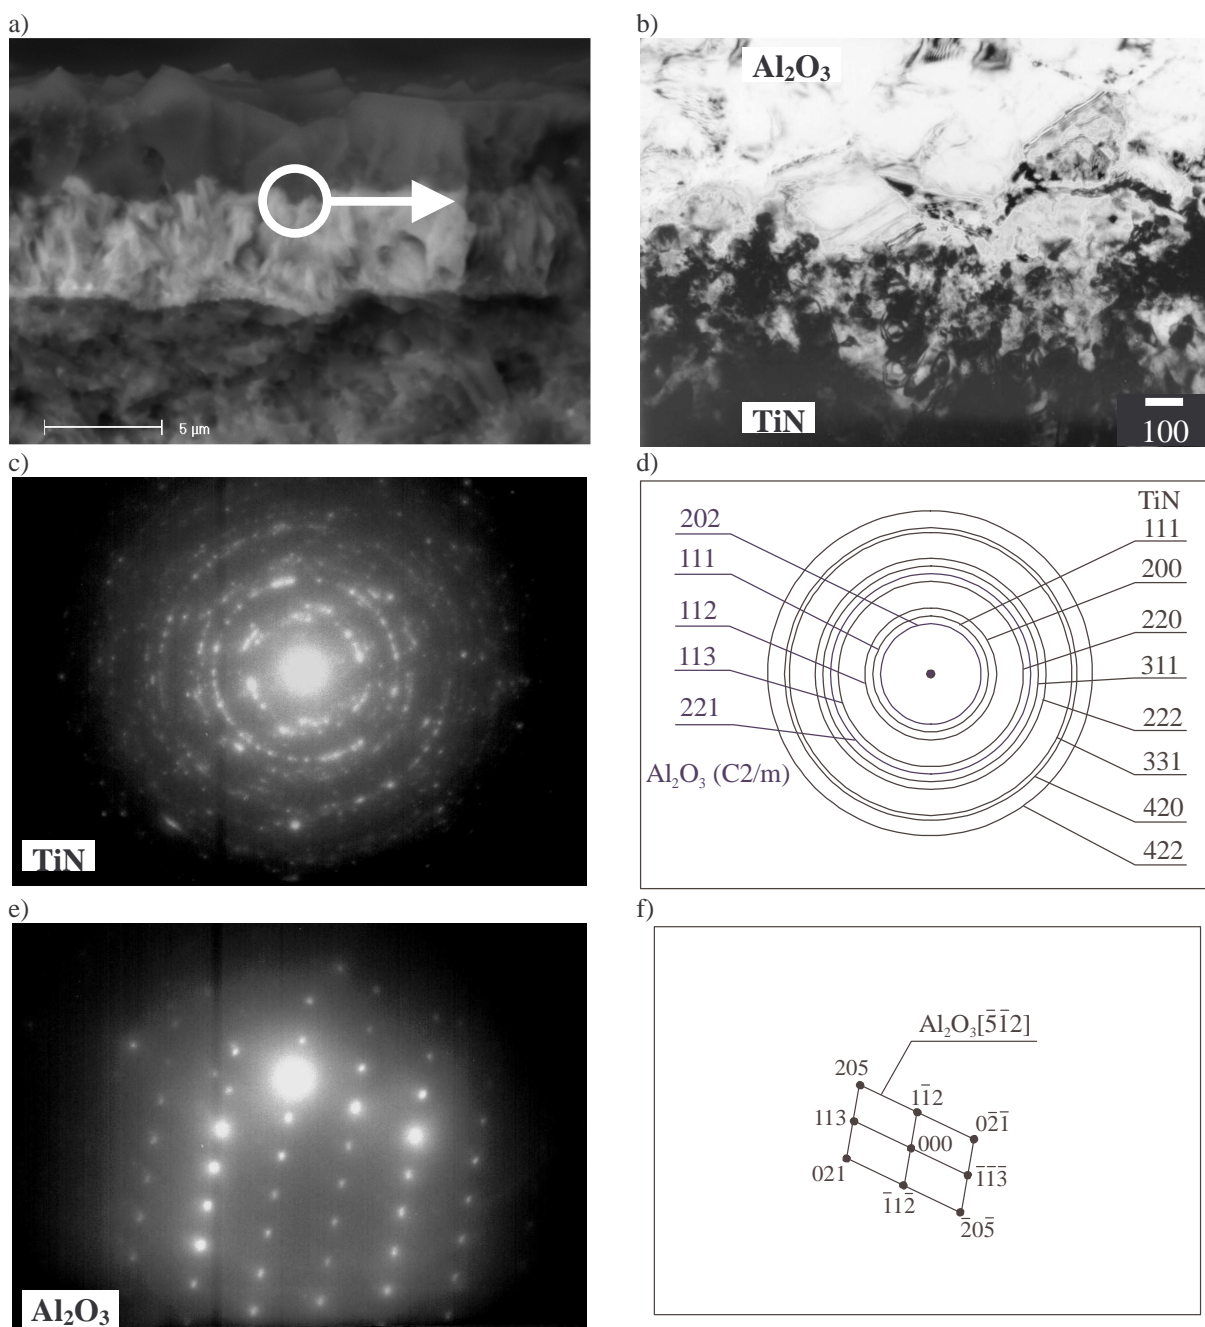 a)
b)
Al₂O₃
5 µm
TiN
100
c)
d)
TiN
202
111
111
200
112
220
113
311
221
222
Al₂O₃ (C2/m)
331
420
422
TiN
e)
f)
Al₂O₃[5̅1̅2]
205
11̅2
113
02̅1̅
000
021
1̅1̅3̅
1̅12̅
2̅05̅
Al₂O₃